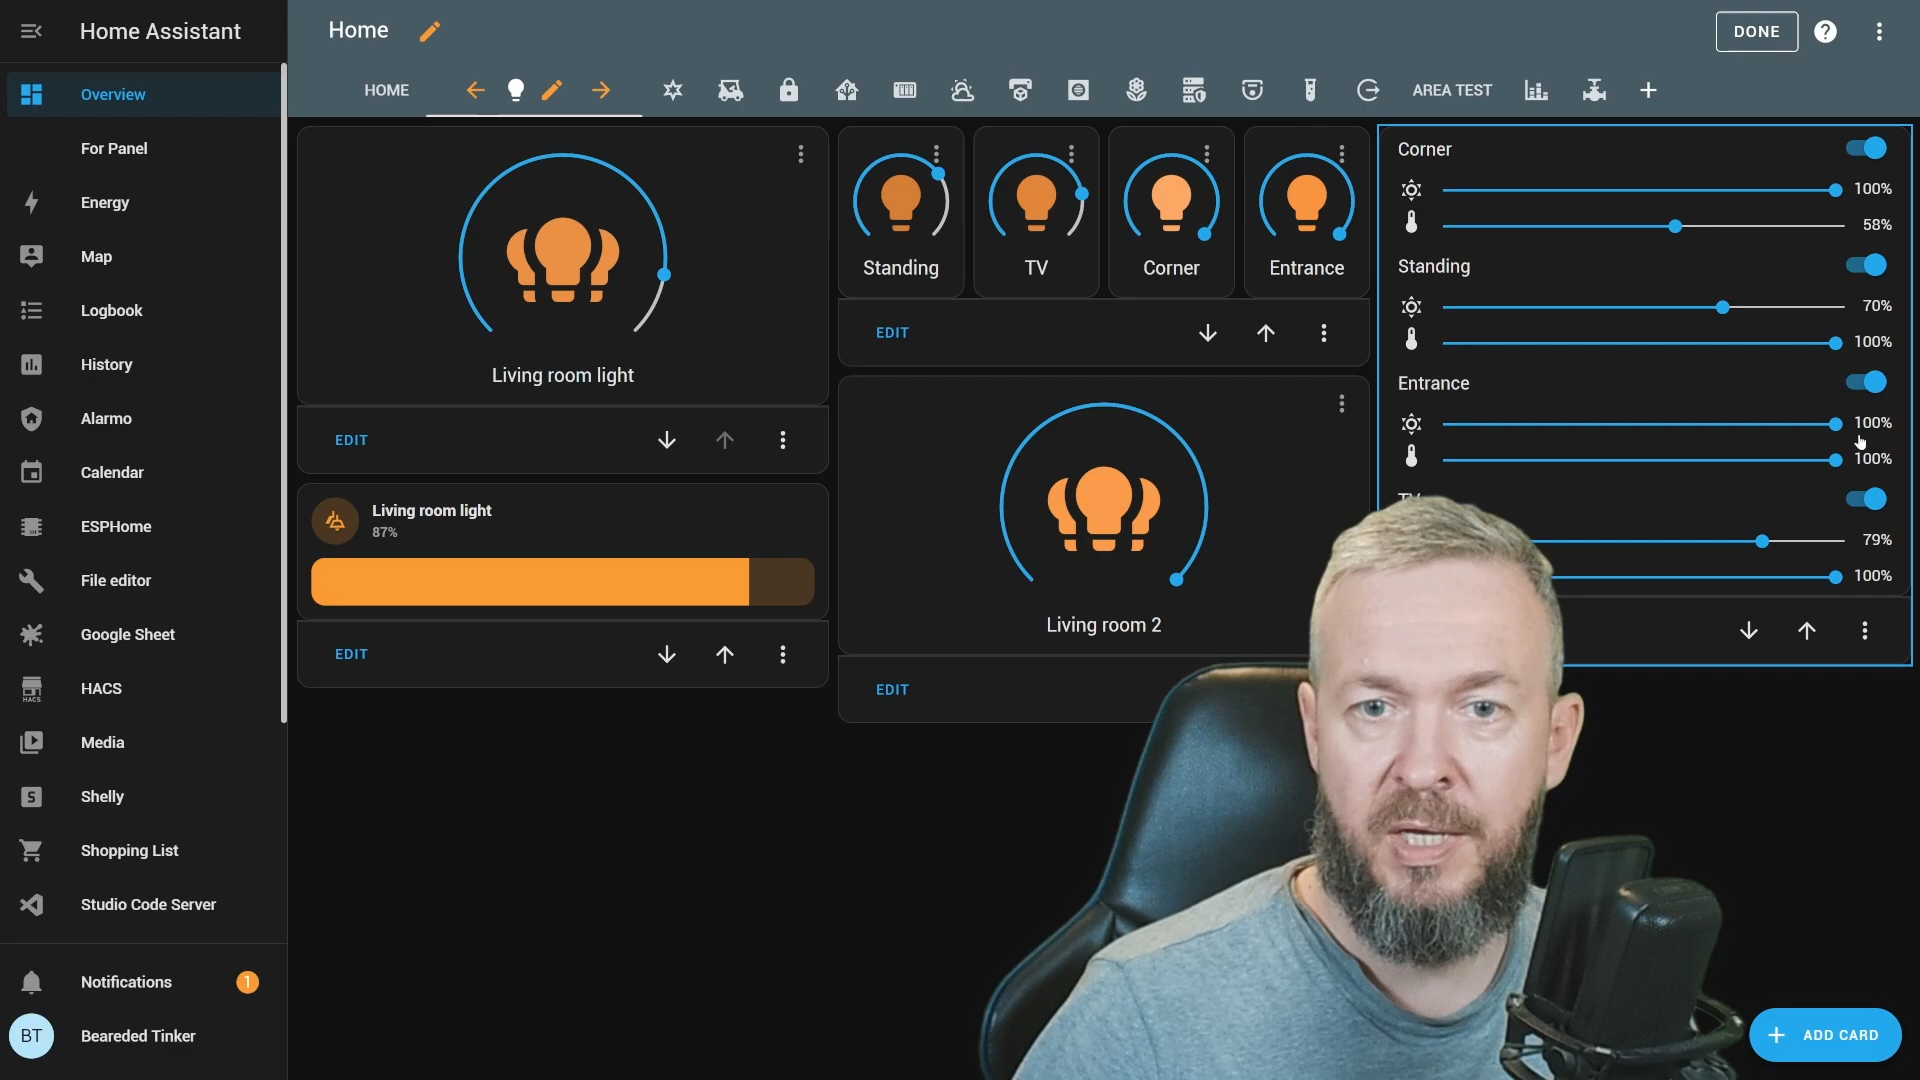 Home Assistant
Overview
For Panel
Energy
Map
Logbook
History
Alarmo
Calendar
ESPHome
File editor
Google Sheet
HACS
HACS
Media
Shelly
Shopping List
Studio Code Server
Notifications
1
BT
Beareded Tinker
Home
DONE
HOME
AREA TEST
Living room light
EDIT
Living room light
87%
EDIT
Standing
TV
Corner
Entrance
EDIT
Living room 2
EDIT
Corner
100%
58%
Standing
70%
100%
Entrance
100%
100%
TV
79%
100%
ADD CARD